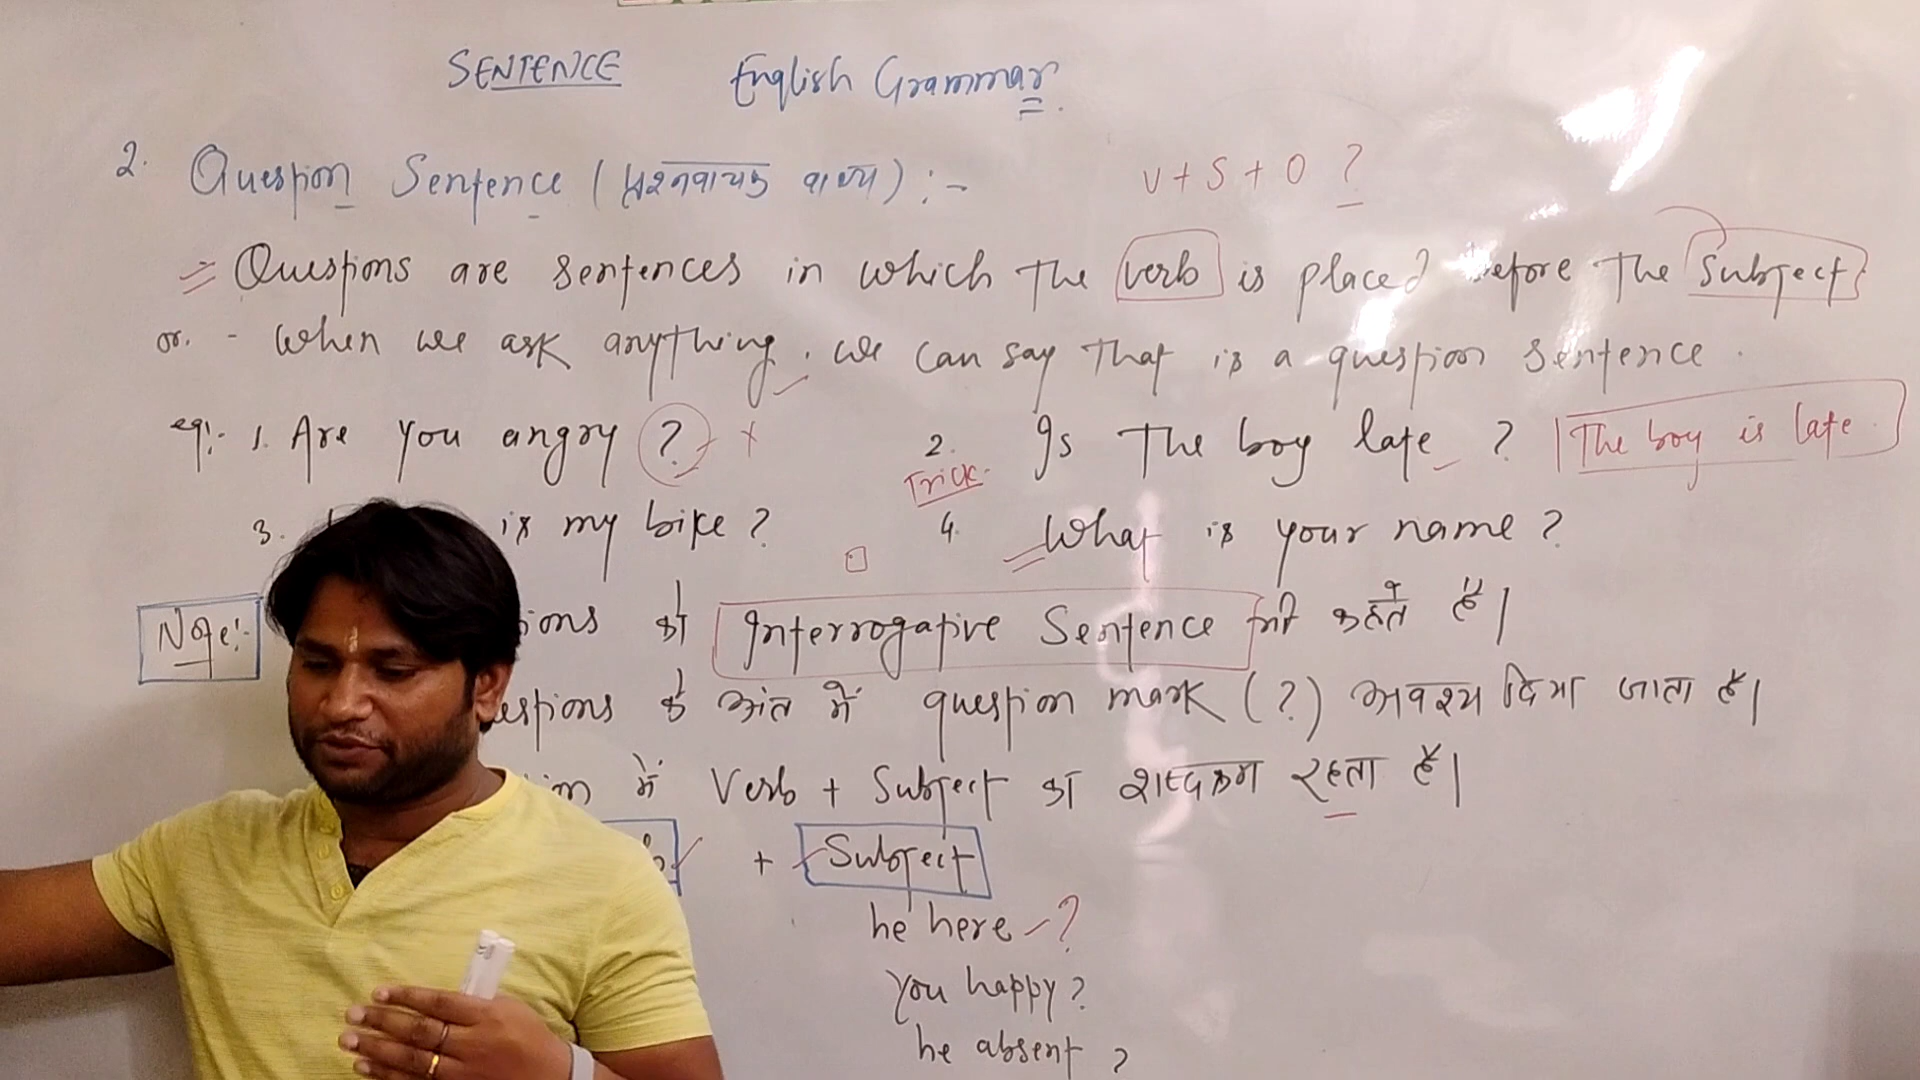 SENTENCE English Grammar.
2. Question Sentence (प्रश्नवाचक वाक्य) :-
V + S + O ?
= Questions are sentences in which the verb is placed before the subject
or. - When we ask anything, we can say that is a question sentence.
eg:- 1. Are you angry ? 2. Is the boy late ? The boy is late.
Trick
3. is my bike ? 4. What is your name ?
Note:- ions को Interrogative Sentence भी कहते हैं।
estions के अंत में question mark (?) अवश्य दिया जाता है।
में Verb + Subject का शब्दक्रम रहता है।
+ Subject
he here ?
you happy ?
he absent ?